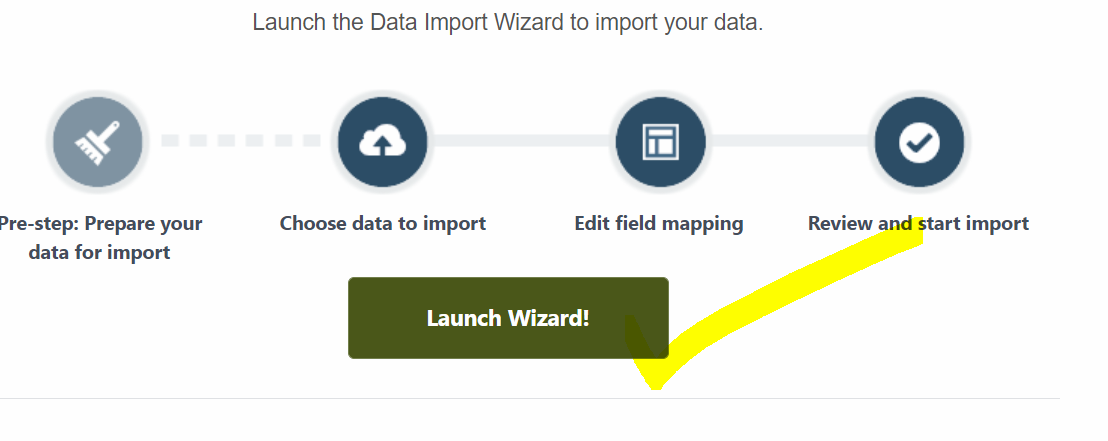 Launch the Data Import Wizard to import your data.
Pre-step: Prepare your
data for import
Choose data to import
Edit field mapping
Review and start import
Launch Wizard!